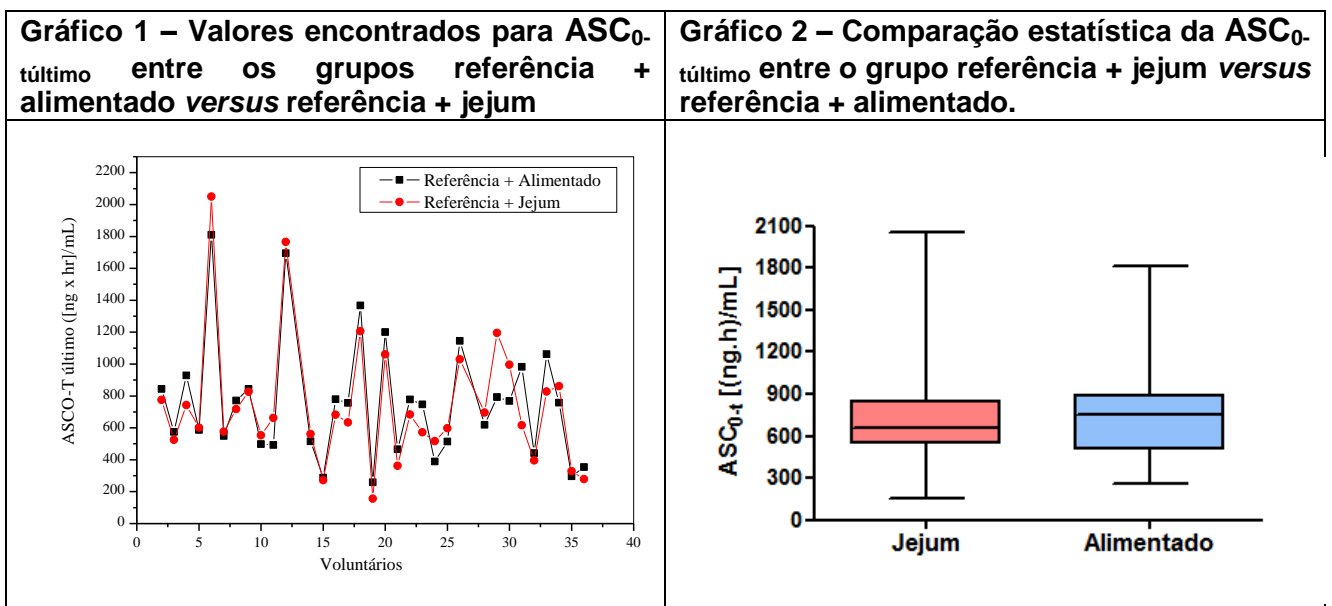 Gráfico 1 – Valores encontrados para ASC0-
túltimo entre os grupos referência +
alimentado versus referência + jejum
Gráfico 2 – Comparação estatística da ASC0-
túltimo entre o grupo referência + jejum versus
referência + alimentado.
ASCO-T último ([ng x hr]/mL)
2200
2000
1800
1600
1400
1200
1000
800
600
400
200
0
Referência + Alimentado
Referência + Jejum
0 5 10 15 20 25 30 35 40
Voluntários
ASC0-t [(ng.h)/mL]
2100
1800
1500
1200
900
600
300
0
Jejum Alimentado